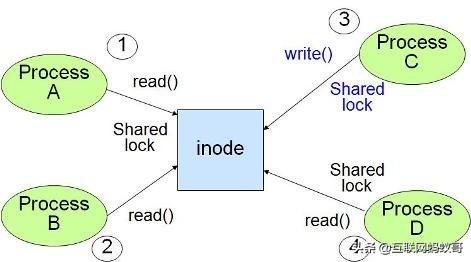 1
Process
A
read()
Shared
lock
inode
Process
B
read()
2
3
Process
C
write()
Shared
lock
Shared
lock
read()
Process
D
4
头条 @互联网蚂蚁哥